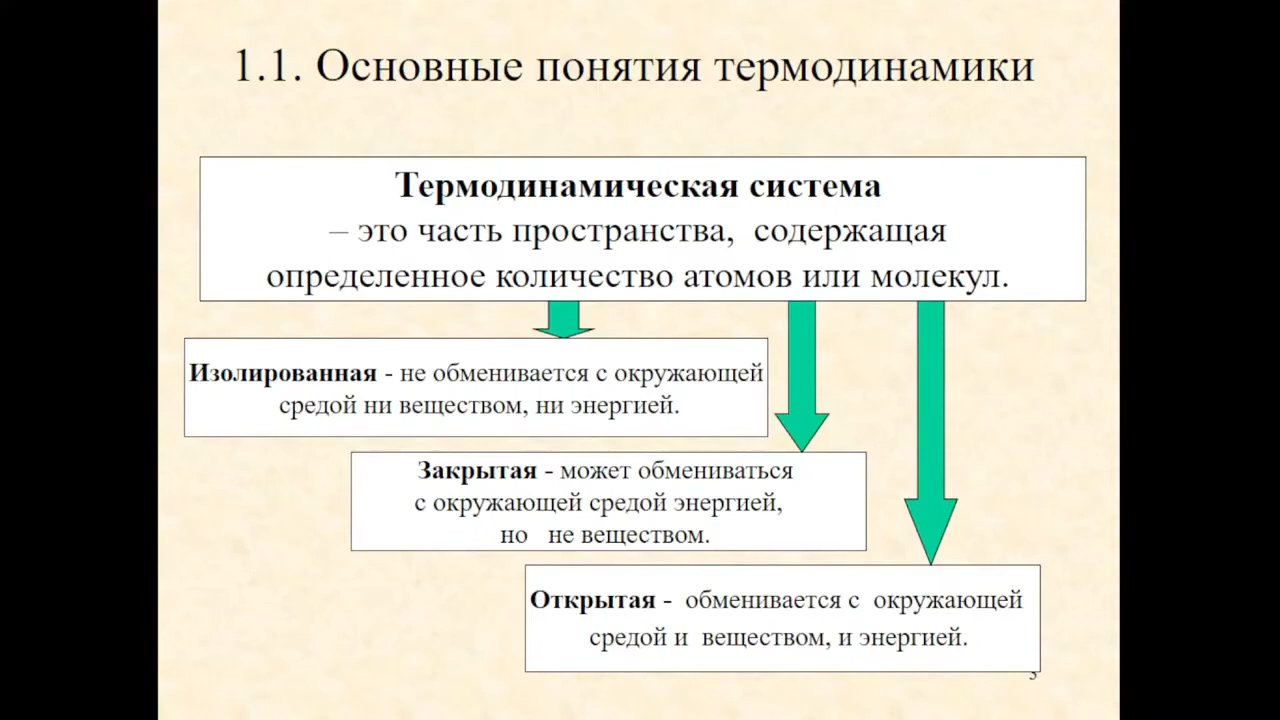 1.1. Основные понятия термодинамики
Термодинамическая система
– это часть пространства, содержащая
определенное количество атомов или молекул.
Изолированная - не обменивается с окружающей
средой ни веществом, ни энергией.
Закрытая - может обмениваться
с окружающей средой энергией,
но не веществом.
Открытая - обменивается с окружающей
средой и веществом, и энергией.